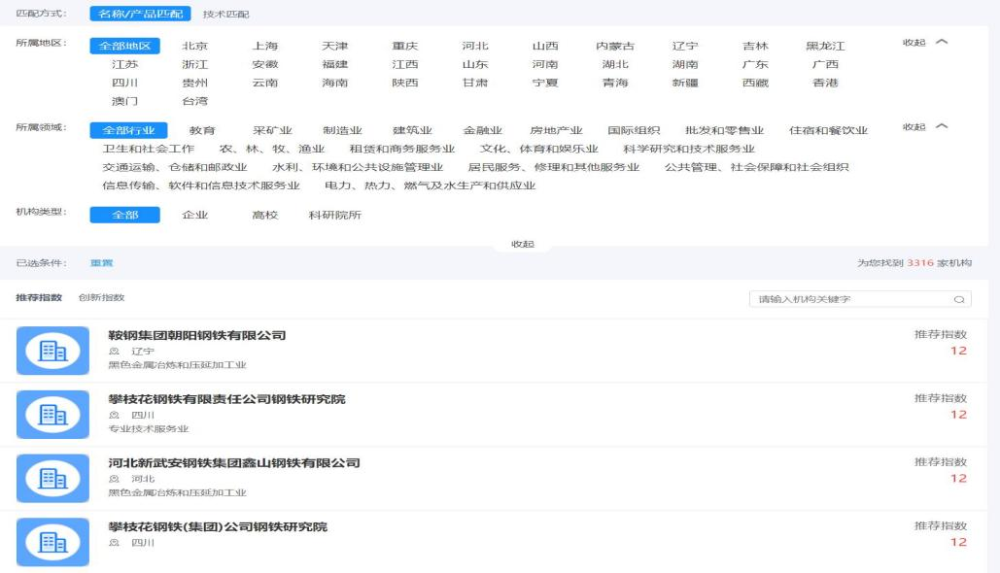 匹配方式: 名称/产品匹配 技术匹配
所属地区: 全部地区 北京 上海 天津 重庆 河北 山西 内蒙古 辽宁 吉林 黑龙江 收起
江苏 浙江 安徽 福建 江西 山东 河南 湖北 湖南 广东 广西
四川 贵州 云南 海南 陕西 甘肃 宁夏 青海 新疆 西藏 香港
澳门 台湾
所属领域: 全部行业 教育 采矿业 制造业 建筑业 金融业 房地产业 国际组织 批发和零售业 住宿和餐饮业 收起
卫生和社会工作 农、林、牧、渔业 租赁和商务服务业 文化、体育和娱乐业 科学研究和技术服务业
交通运输、仓储和邮政业 水利、环境和公共设施管理业 居民服务、修理和其他服务业 公共管理、社会保障和社会组织
信息传输、软件和信息技术服务业 电力、热力、燃气及水生产和供应业
机构类型: 全部 企业 高校 科研院所
收起
已选条件: 重置 为您找到 3316 家机构
推荐指数 创新指数 请输入机构关键字
鞍钢集团朝阳钢铁有限公司 推荐指数
辽宁 12
黑色金属冶炼和压延加工业
攀枝花钢铁有限责任公司钢铁研究院 推荐指数
四川 12
专业技术服务业
河北新武安钢铁集团鑫山钢铁有限公司 推荐指数
河北 12
黑色金属冶炼和压延加工业
攀枝花钢铁(集团)公司钢铁研究院 推荐指数
四川 12